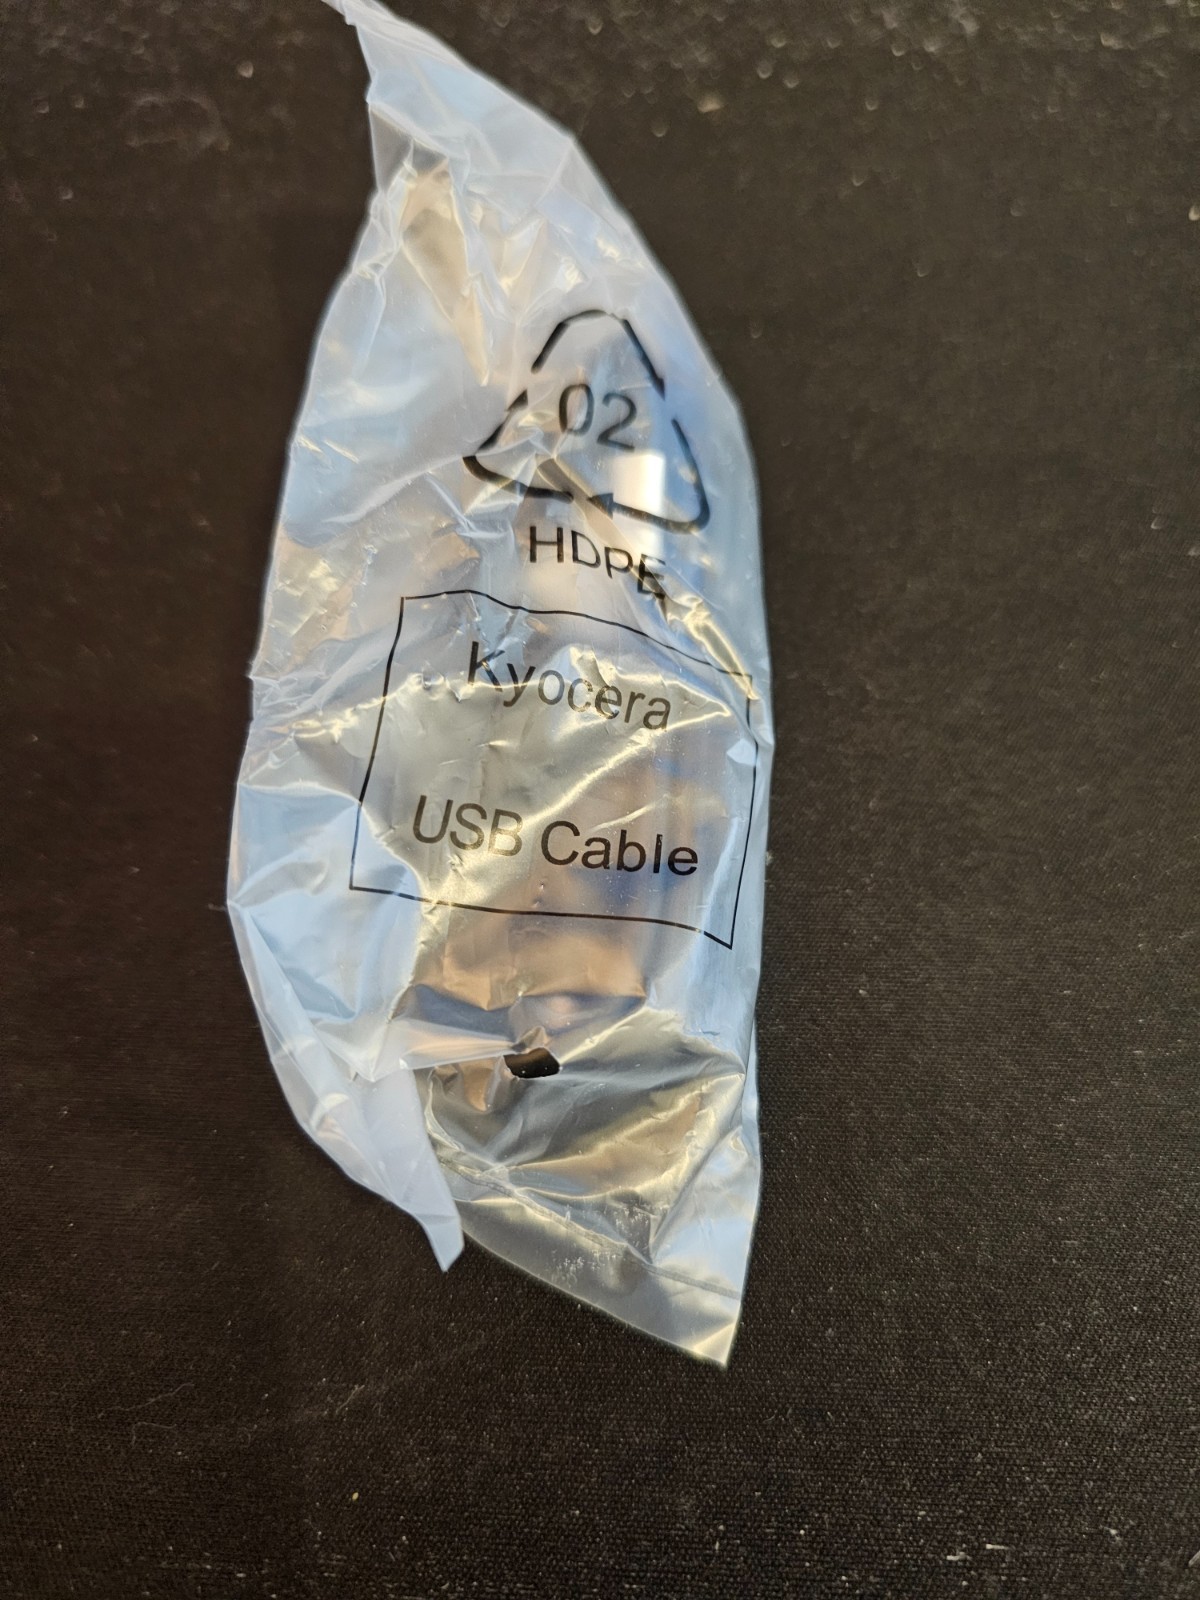 02
HDPE
Kyocera
USB Cable